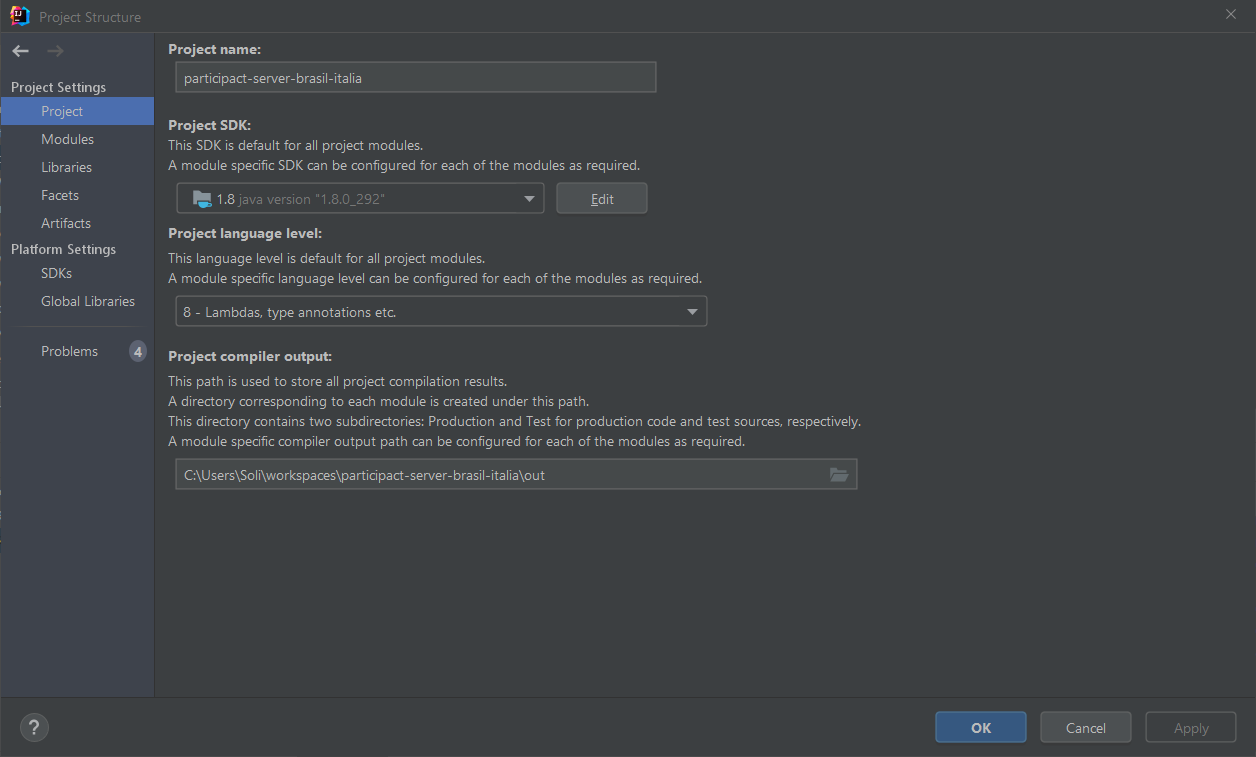 Project Structure
Project Settings
Project
Modules
Libraries
Facets
Artifacts
Platform Settings
SDKs
Global Libraries
Problems 4
Project name:
participact-server-brasil-italia
Project SDK:
This SDK is default for all project modules.
A module specific SDK can be configured for each of the modules as required.
1.8 java version "1.8.0_292" Edit
Project language level:
This language level is default for all project modules.
A module specific language level can be configured for each of the modules as required.
8 - Lambdas, type annotations etc.
Project compiler output:
This path is used to store all project compilation results.
A directory corresponding to each module is created under this path.
This directory contains two subdirectories: Production and Test for production code and test sources, respectively.
A module specific compiler output path can be configured for each of the modules as required.
C:\Users\Soli\workspaces\participact-server-brasil-italia\out
? OK Cancel Apply